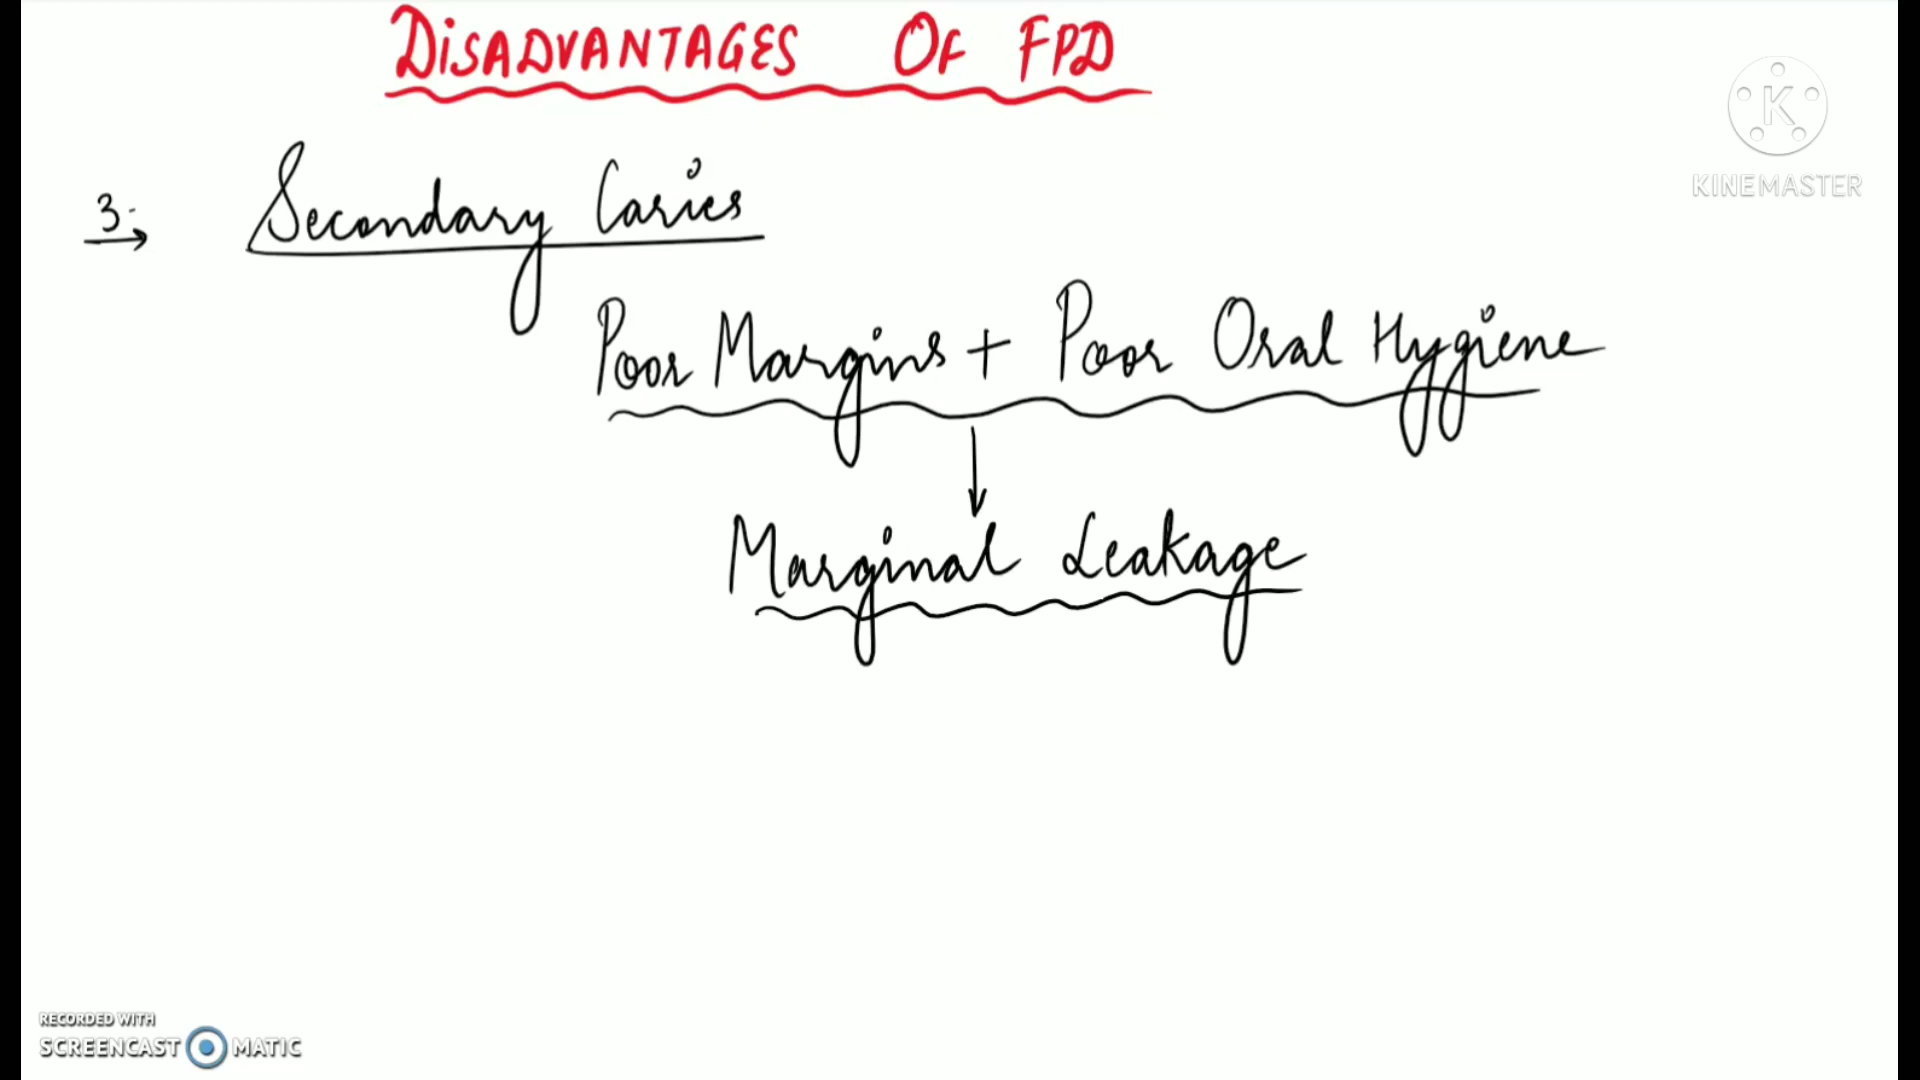 DISADVANTAGES OF FPD
3. Secondary Caries
Poor Margins + Poor Oral Hygiene
Marginal Leakage
K
KINEMASTER
RECORDED WITH
SCREENCAST MATIC